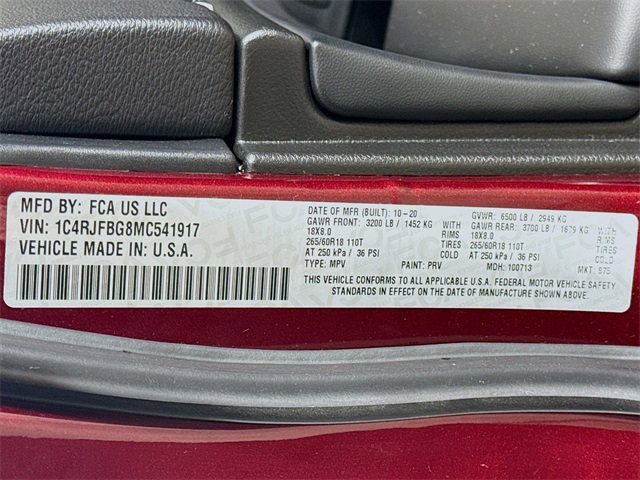 MFD BY: FCA US LLC
VIN: 1C4RJFBG8MC541917
VEHICLE MADE IN: U.S.A.
DATE OF MFR (BUILT): 10-20 GVWR: 6500 LB / 2949 KG
GAWR FRONT: 3200 LB / 1452 KG WITH GAWR REAR: 3700 LB / 1679 KG WITH
18X8.0 RIMS 18X8.0 RIMS
265/60R18 110T TIRES 265/60R18 110T TIRES
AT 250 kPa / 36 PSI COLD AT 250 kPa / 36 PSI COLD
TYPE: MPV PAINT: PRV MDH: 100713 MKT: 975
THIS VEHICLE CONFORMS TO ALL APPLICABLE U.S.A. FEDERAL MOTOR VEHICLE SAFETY
STANDARDS IN EFFECT ON THE DATE OF MANUFACTURE SHOWN ABOVE.